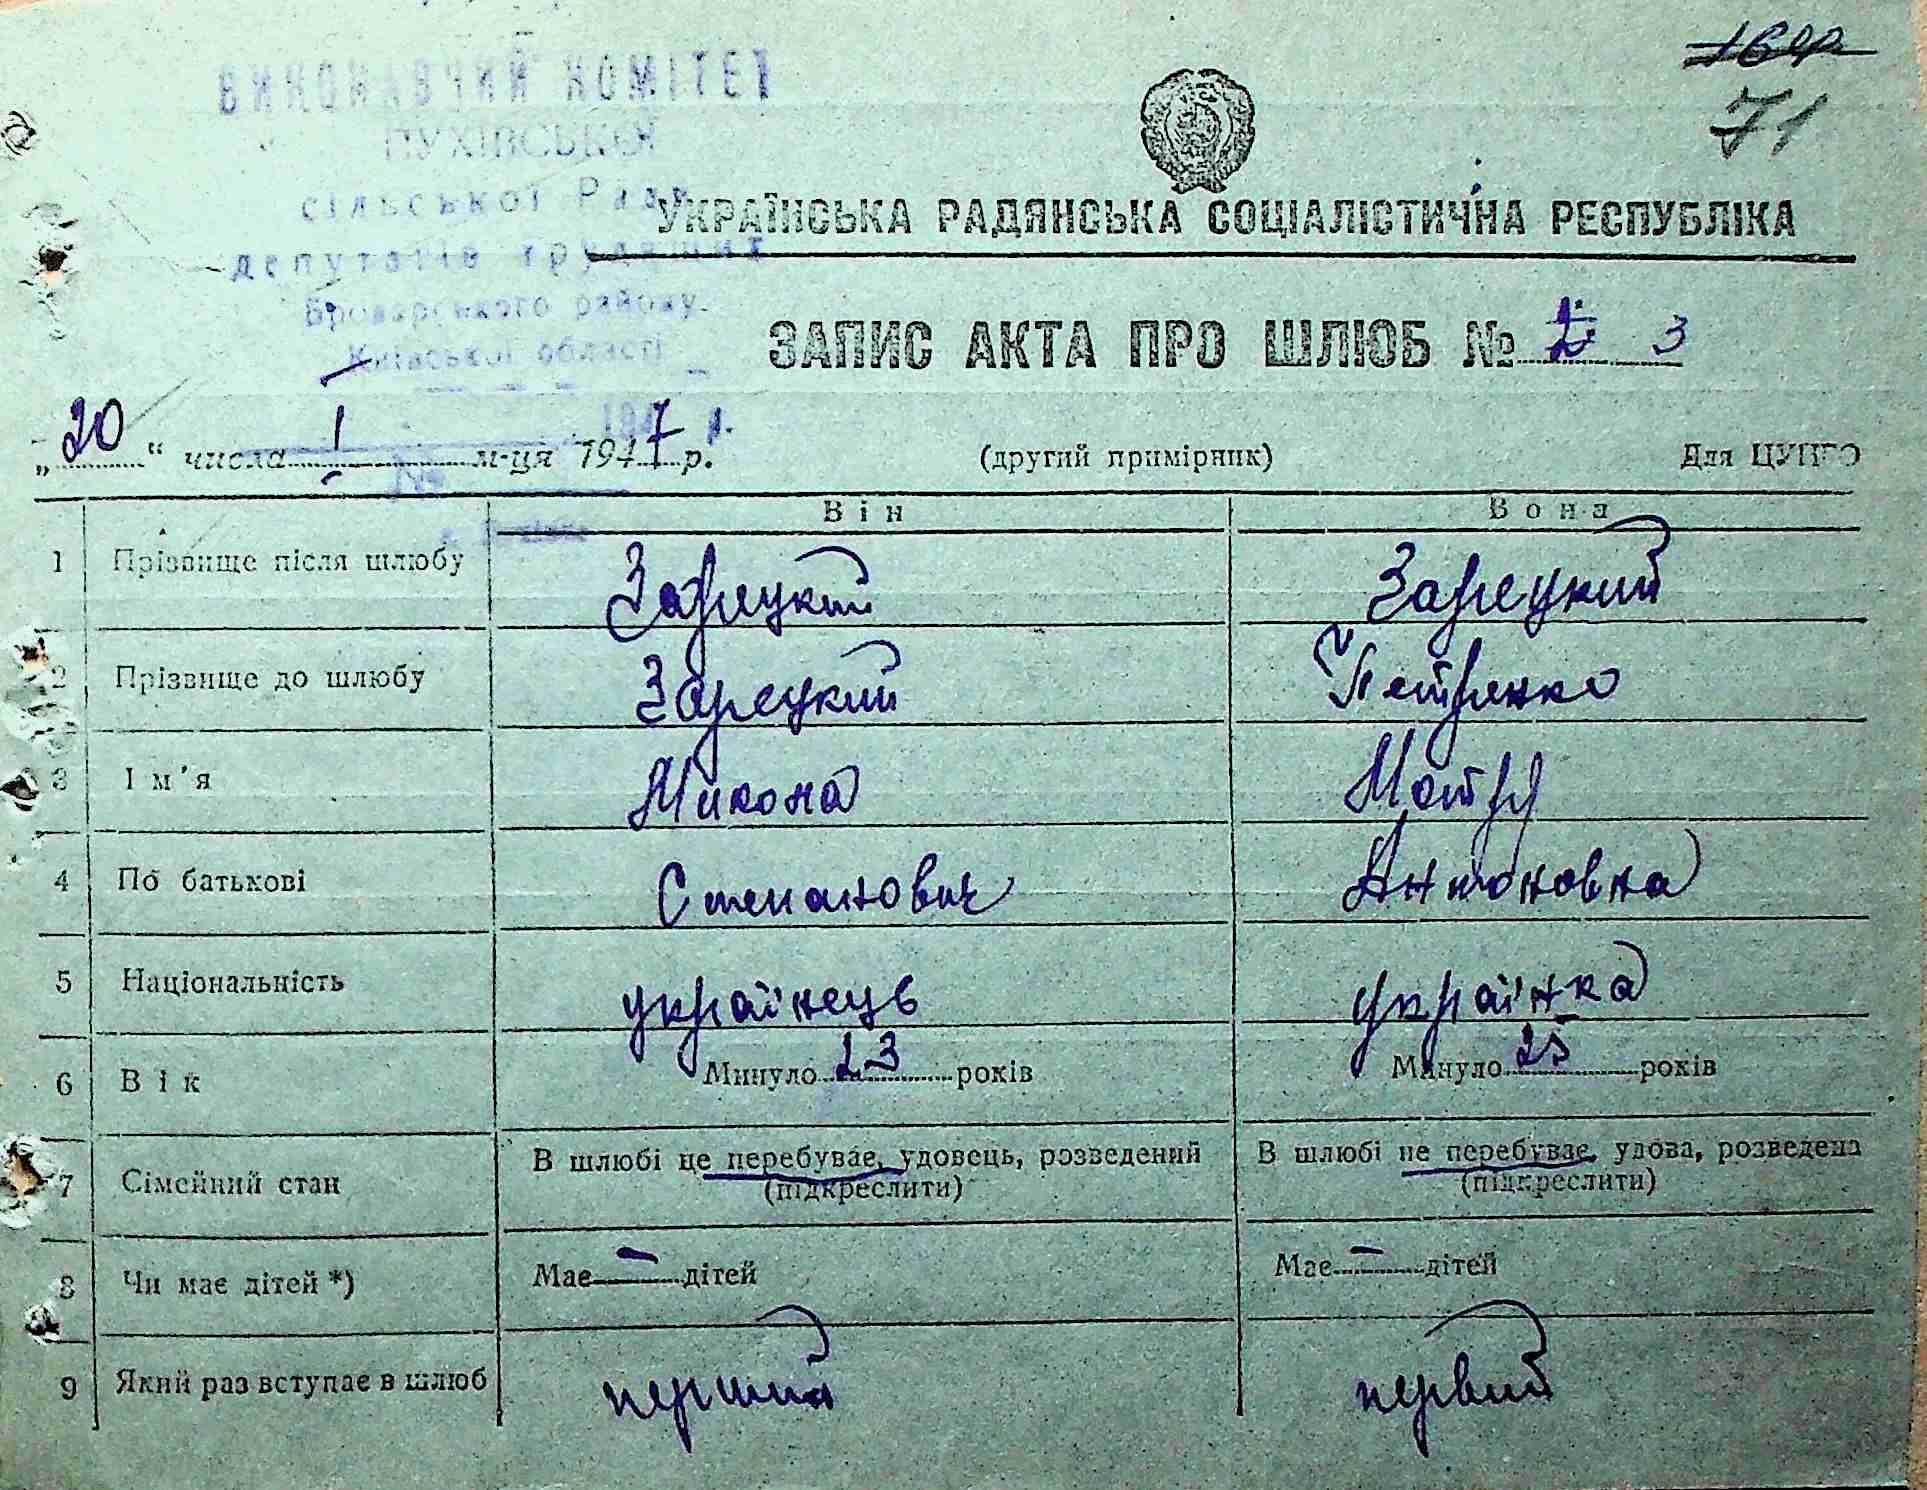 ВИКОНАВЧИЙ КОМІТЕТ
ПУХІВСЬКОЇ
сільської Ради
депутатів трудящих
Броварського району
Київської області
71
УКРАЇНСЬКА РАДЯНСЬКА СОЦІАЛІСТИЧНА РЕСПУБЛІКА
ЗАПИС АКТА ПРО ШЛЮБ № 3
„20“ числа I м-ця 1947 р. (другий примірник) Для ЦУПГО
Він Вона
1 Прізвище після шлюбу Зарецкий Зарецкий
2 Прізвище до шлюбу Зарецкий Петренко
3 Ім'я Микола Мотря
4 По батькові Степанович Антоновна
5 Національність українець українка
6 Вік Минуло 23 років Минуло 25 років
7 Сімейний стан В шлюбі не перебуває, удовець, розведений (підкреслити) В шлюбі не перебуває, удова, розведена (підкреслити)
8 Чи має дітей *) Має – дітей Має – дітей
9 Який раз вступає в шлюб перший первий